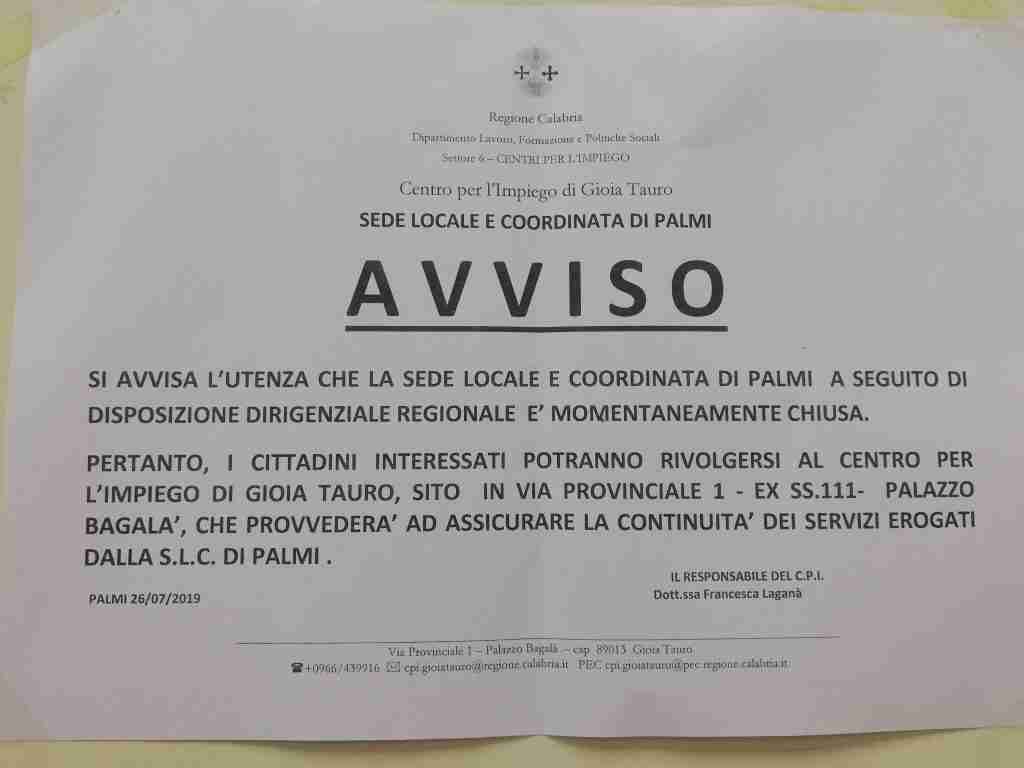 Regione Calabria
Dipartimento Lavoro, Formazione e Politiche Sociali
Settore 6 – CENTRI PER L'IMPIEGO
Centro per l'Impiego di Gioia Tauro
SEDE LOCALE E COORDINATA DI PALMI
AVVISO
SI AVVISA L'UTENZA CHE LA SEDE LOCALE E COORDINATA DI PALMI A SEGUITO DI
DISPOSIZIONE DIRIGENZIALE REGIONALE E' MOMENTANEAMENTE CHIUSA.
PERTANTO, I CITTADINI INTERESSATI POTRANNO RIVOLGERSI AL CENTRO PER
L'IMPIEGO DI GIOIA TAURO, SITO IN VIA PROVINCIALE 1 - EX SS.111- PALAZZO
BAGALA', CHE PROVVEDERA' AD ASSICURARE LA CONTINUITA' DEI SERVIZI EROGATI
DALLA S.L.C. DI PALMI .
IL RESPONSABILE DEL C.P.I.
PALMI 26/07/2019 Dott.ssa Francesca Laganà
Via Provinciale 1 – Palazzo Bagalà – cap 89013 Gioia Tauro
☎+0966/439916 ✉ cpi.gioiatauro@regione.calabria.it PEC cpi.gioiatauro@pec.regione.calabria.it